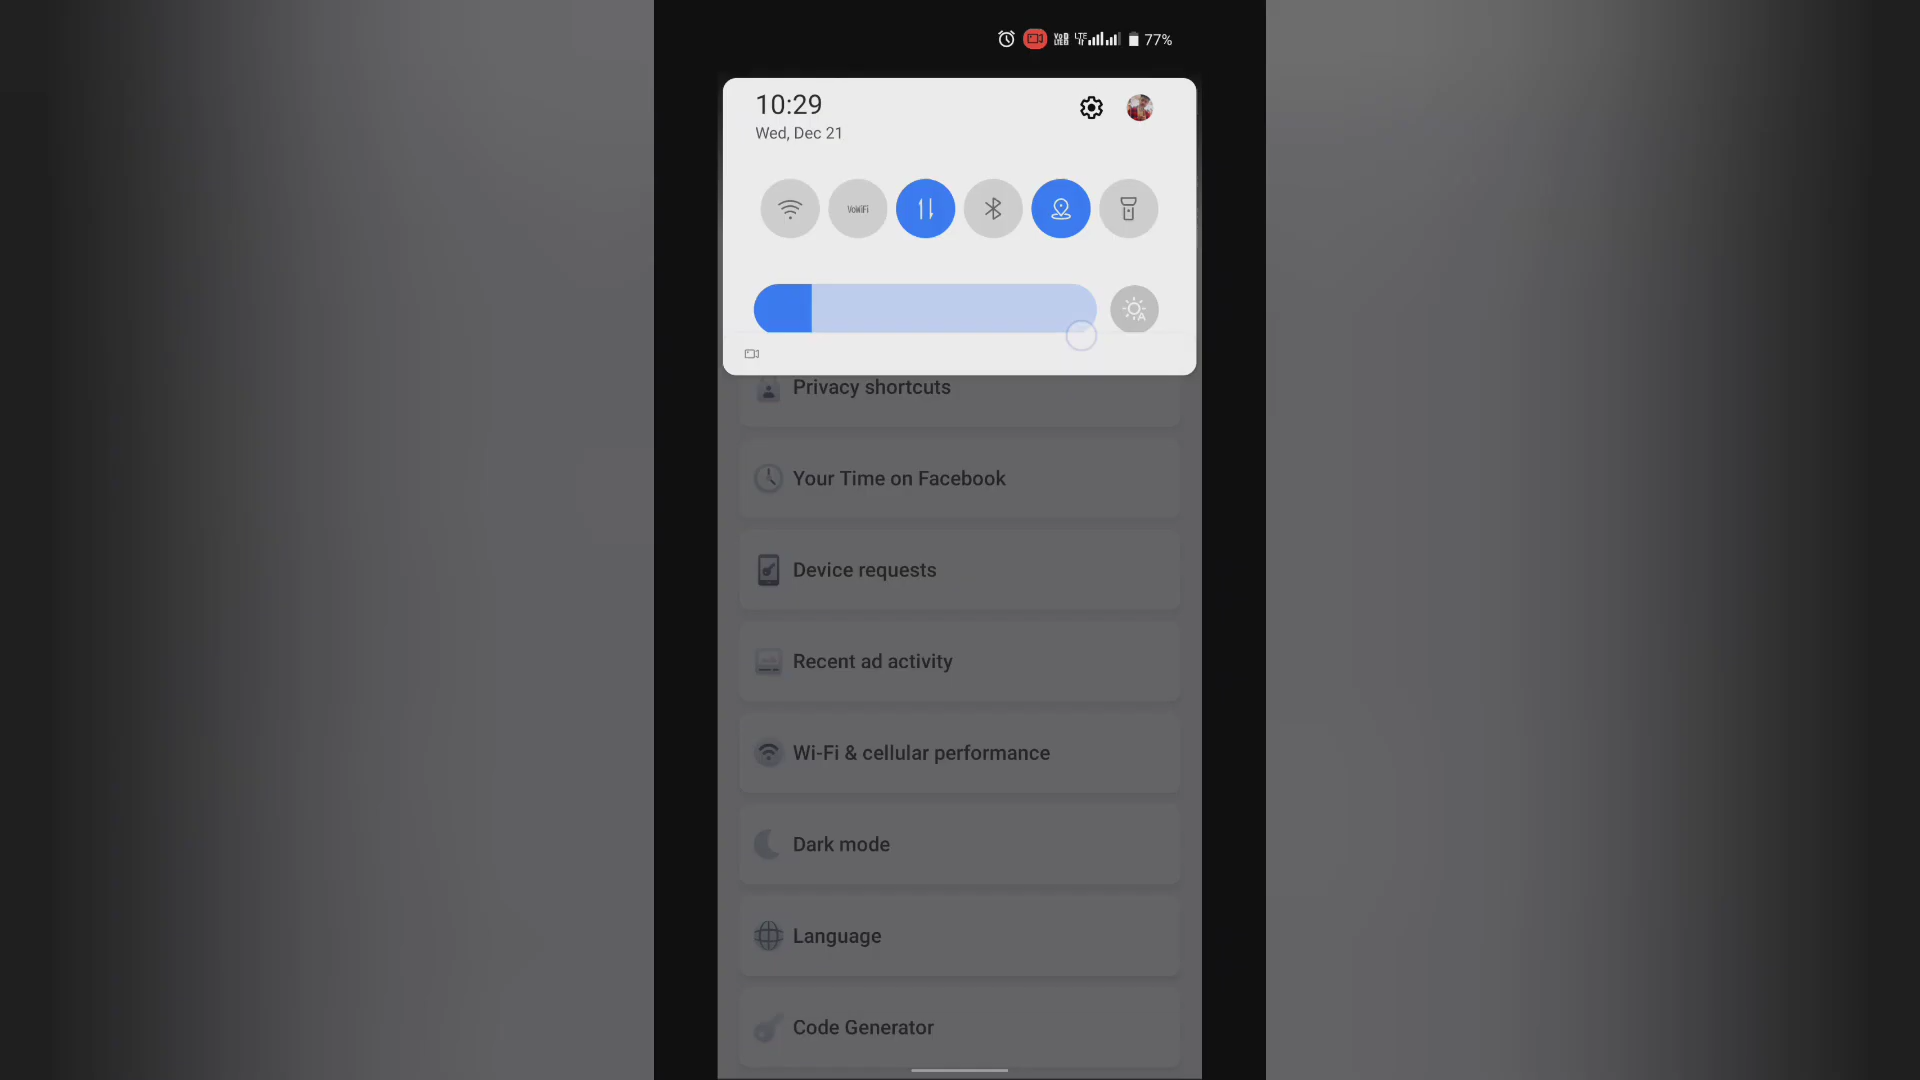 77%
10:29
Wed, Dec 21
VoWiFi
Privacy shortcuts
Your Time on Facebook
Device requests
Recent ad activity
Wi-Fi & cellular performance
Dark mode
Language
Code Generator